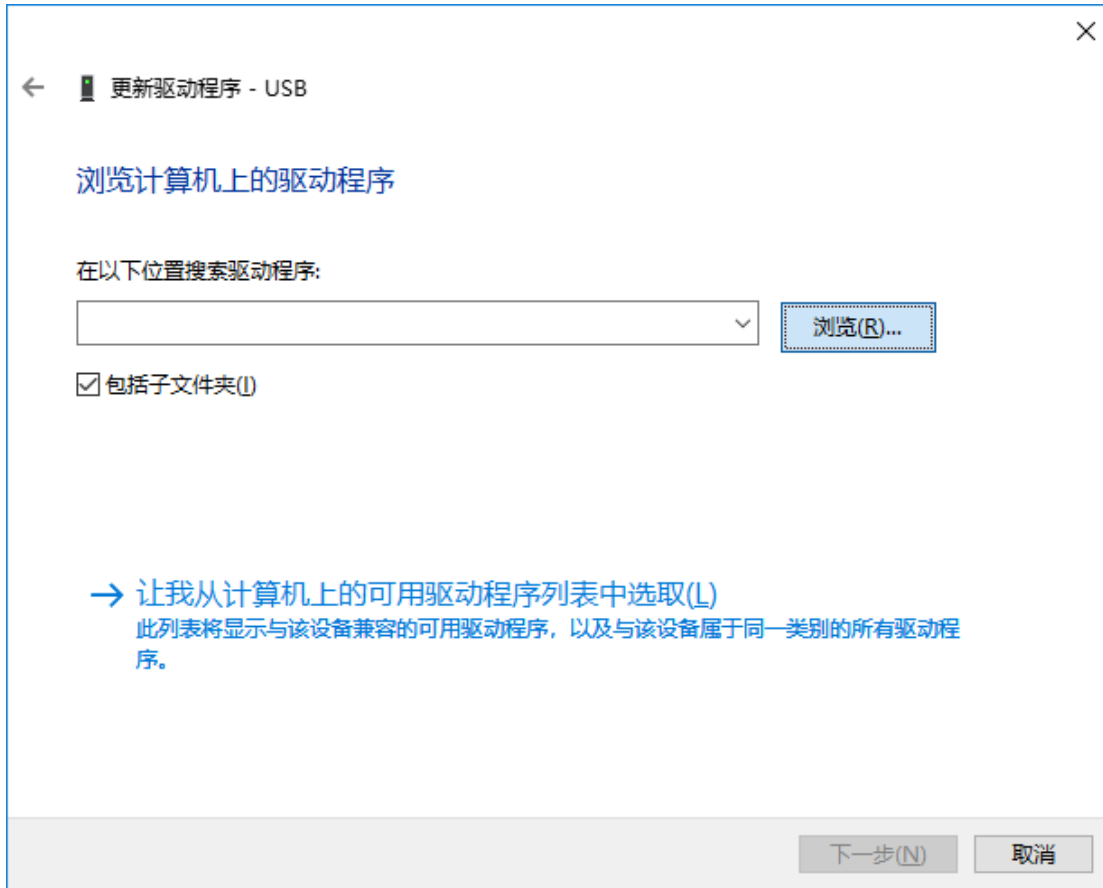 更新驱动程序 - USB
浏览计算机上的驱动程序
在以下位置搜索驱动程序:
浏览(R)...
包括子文件夹(I)
让我从计算机上的可用驱动程序列表中选取(L)
此列表将显示与该设备兼容的可用驱动程序，以及与该设备属于同一类别的所有驱动程
序。
下一步(N)
取消